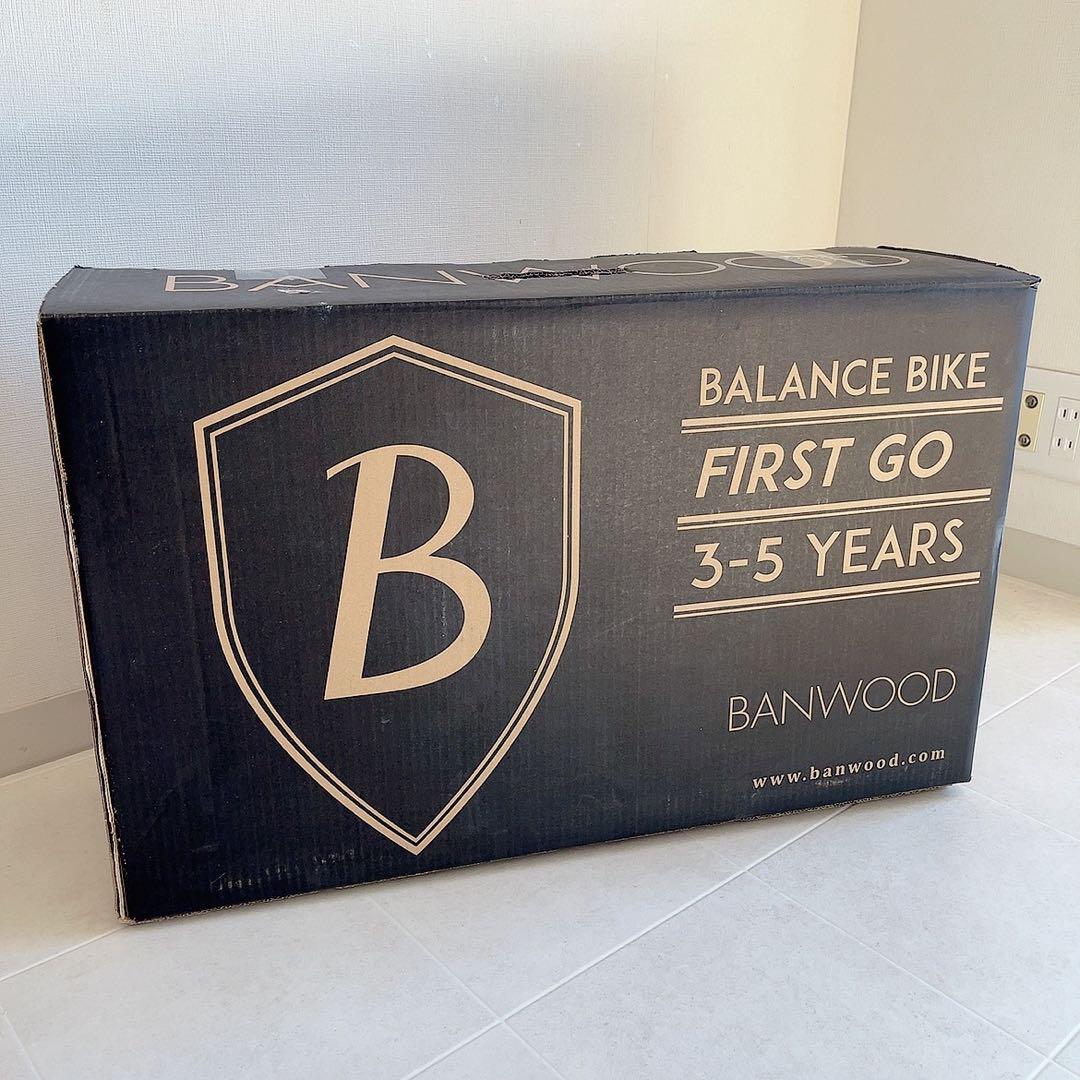 BANWOOD
B
BALANCE BIKE
FIRST GO
3-5 YEARS
BANWOOD
www.banwood.com